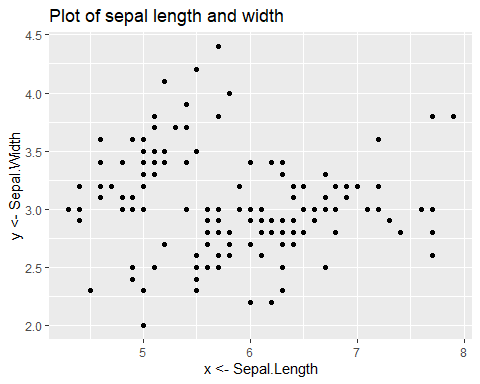 Plot of sepal length and width
4.5
4.0
3.5
3.0
2.5
2.0
y <- Sepal.Width
5 6 7 8
x <- Sepal.Length